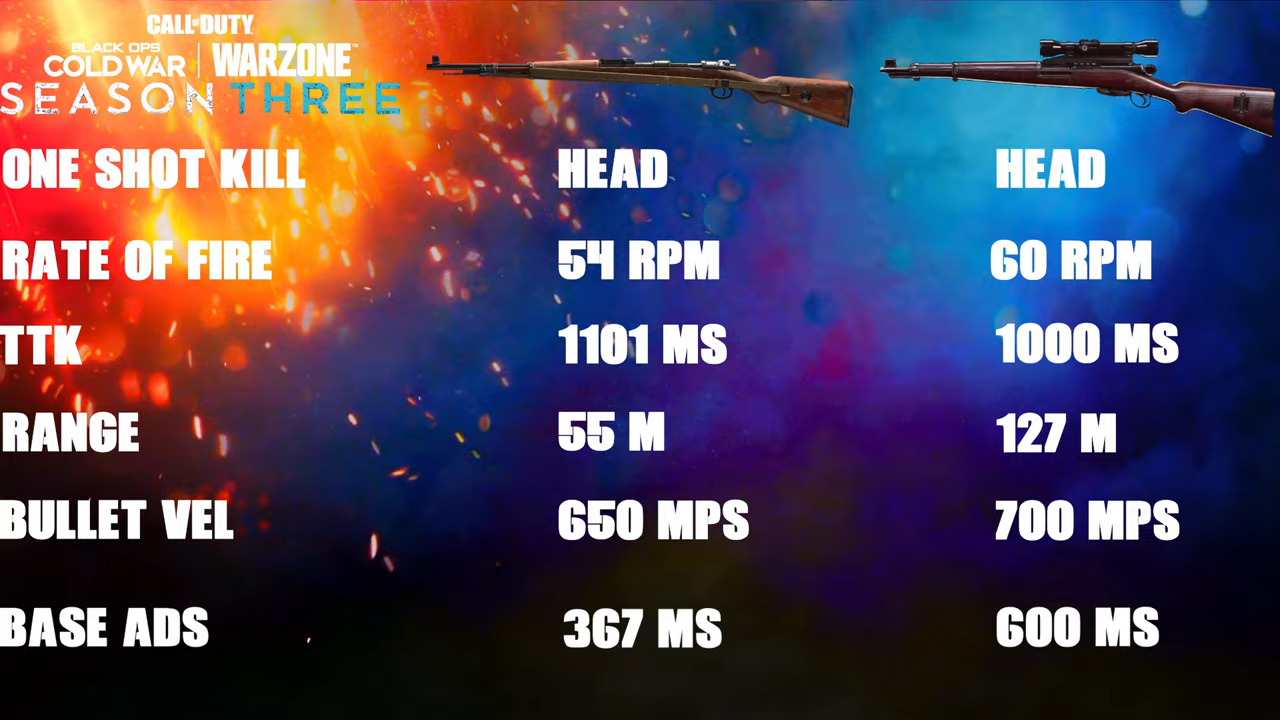 CALL OF DUTY
BLACK OPS
COLD WAR | WARZONE™
SEASON THREE
ONE SHOT KILL HEAD HEAD
RATE OF FIRE 54 RPM 60 RPM
TTK 1101 MS 1000 MS
RANGE 55 M 127 M
BULLET VEL 650 MPS 700 MPS
BASE ADS 367 MS 600 MS